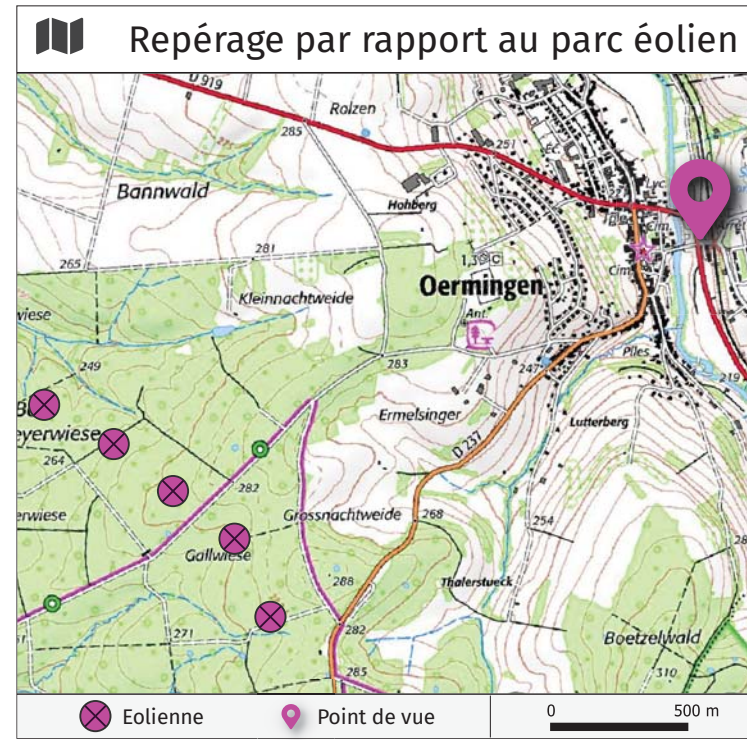 Repérage par rapport au parc éolien
D 919
Rolzen
285
251
Bannwald
Hohberg
281
265
Oermingen
Kleinnachtweide
Ant.
Cim.
283
247
Piles
219
249
Ermelsinger
Lutterberg
eyerwiese
D 237
264
282
erwiese
Grossnachtweide
268
254
Gallwiese
288
Thalerstueck
271
282
Boetzelwald
285
310
Eolienne
Point de vue
0
500 m